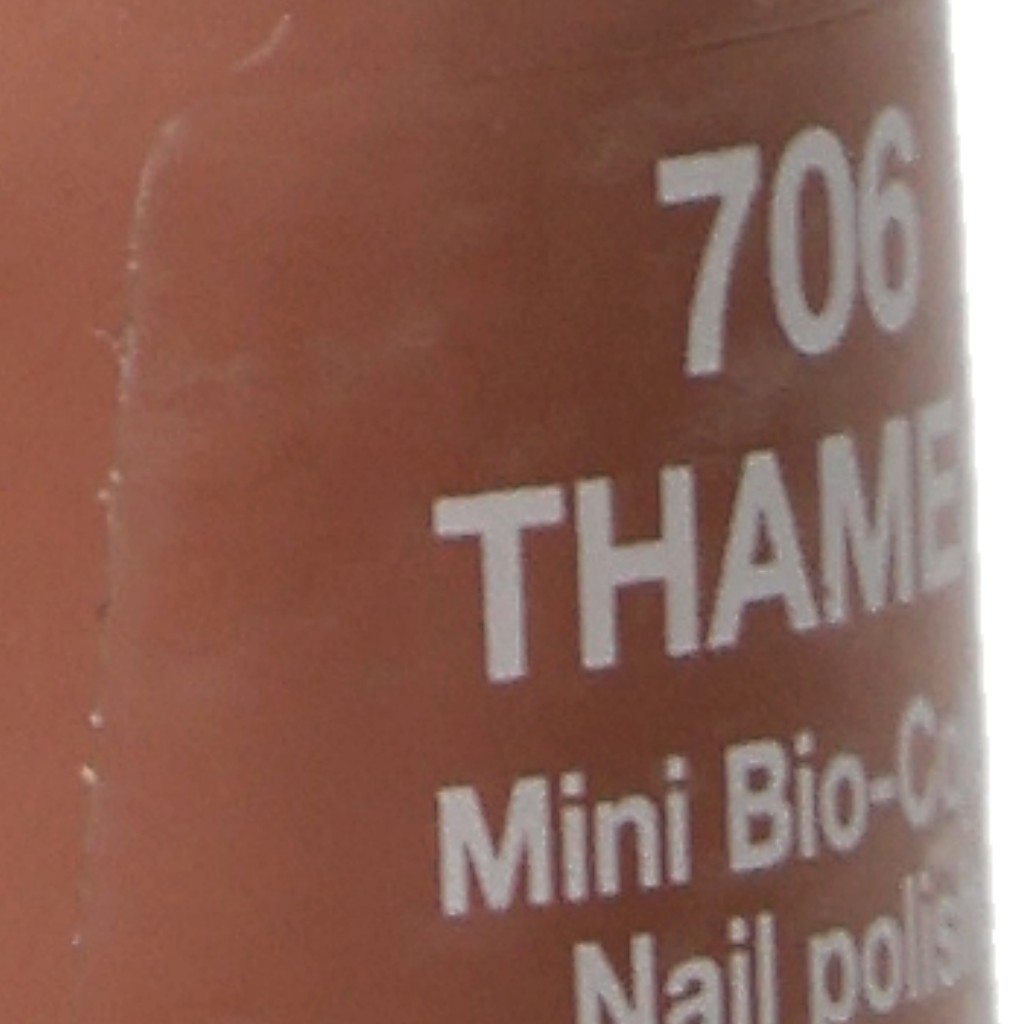 706
THAME
Mini Bio-Co
Nail polis